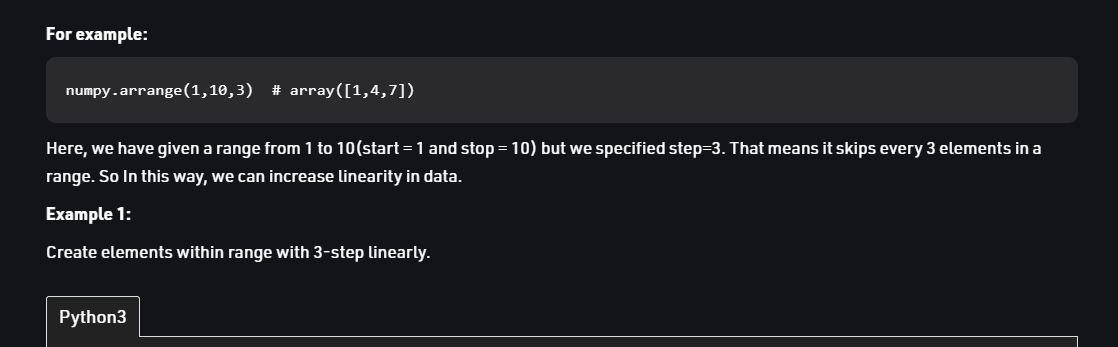 For example:
numpy.arrange(1,10,3)  # array([1,4,7])
Here, we have given a range from 1 to 10(start = 1 and stop = 10) but we specified step=3. That means it skips every 3 elements in a
range. So In this way, we can increase linearity in data.
Example 1:
Create elements within range with 3-step linearly.
Python3